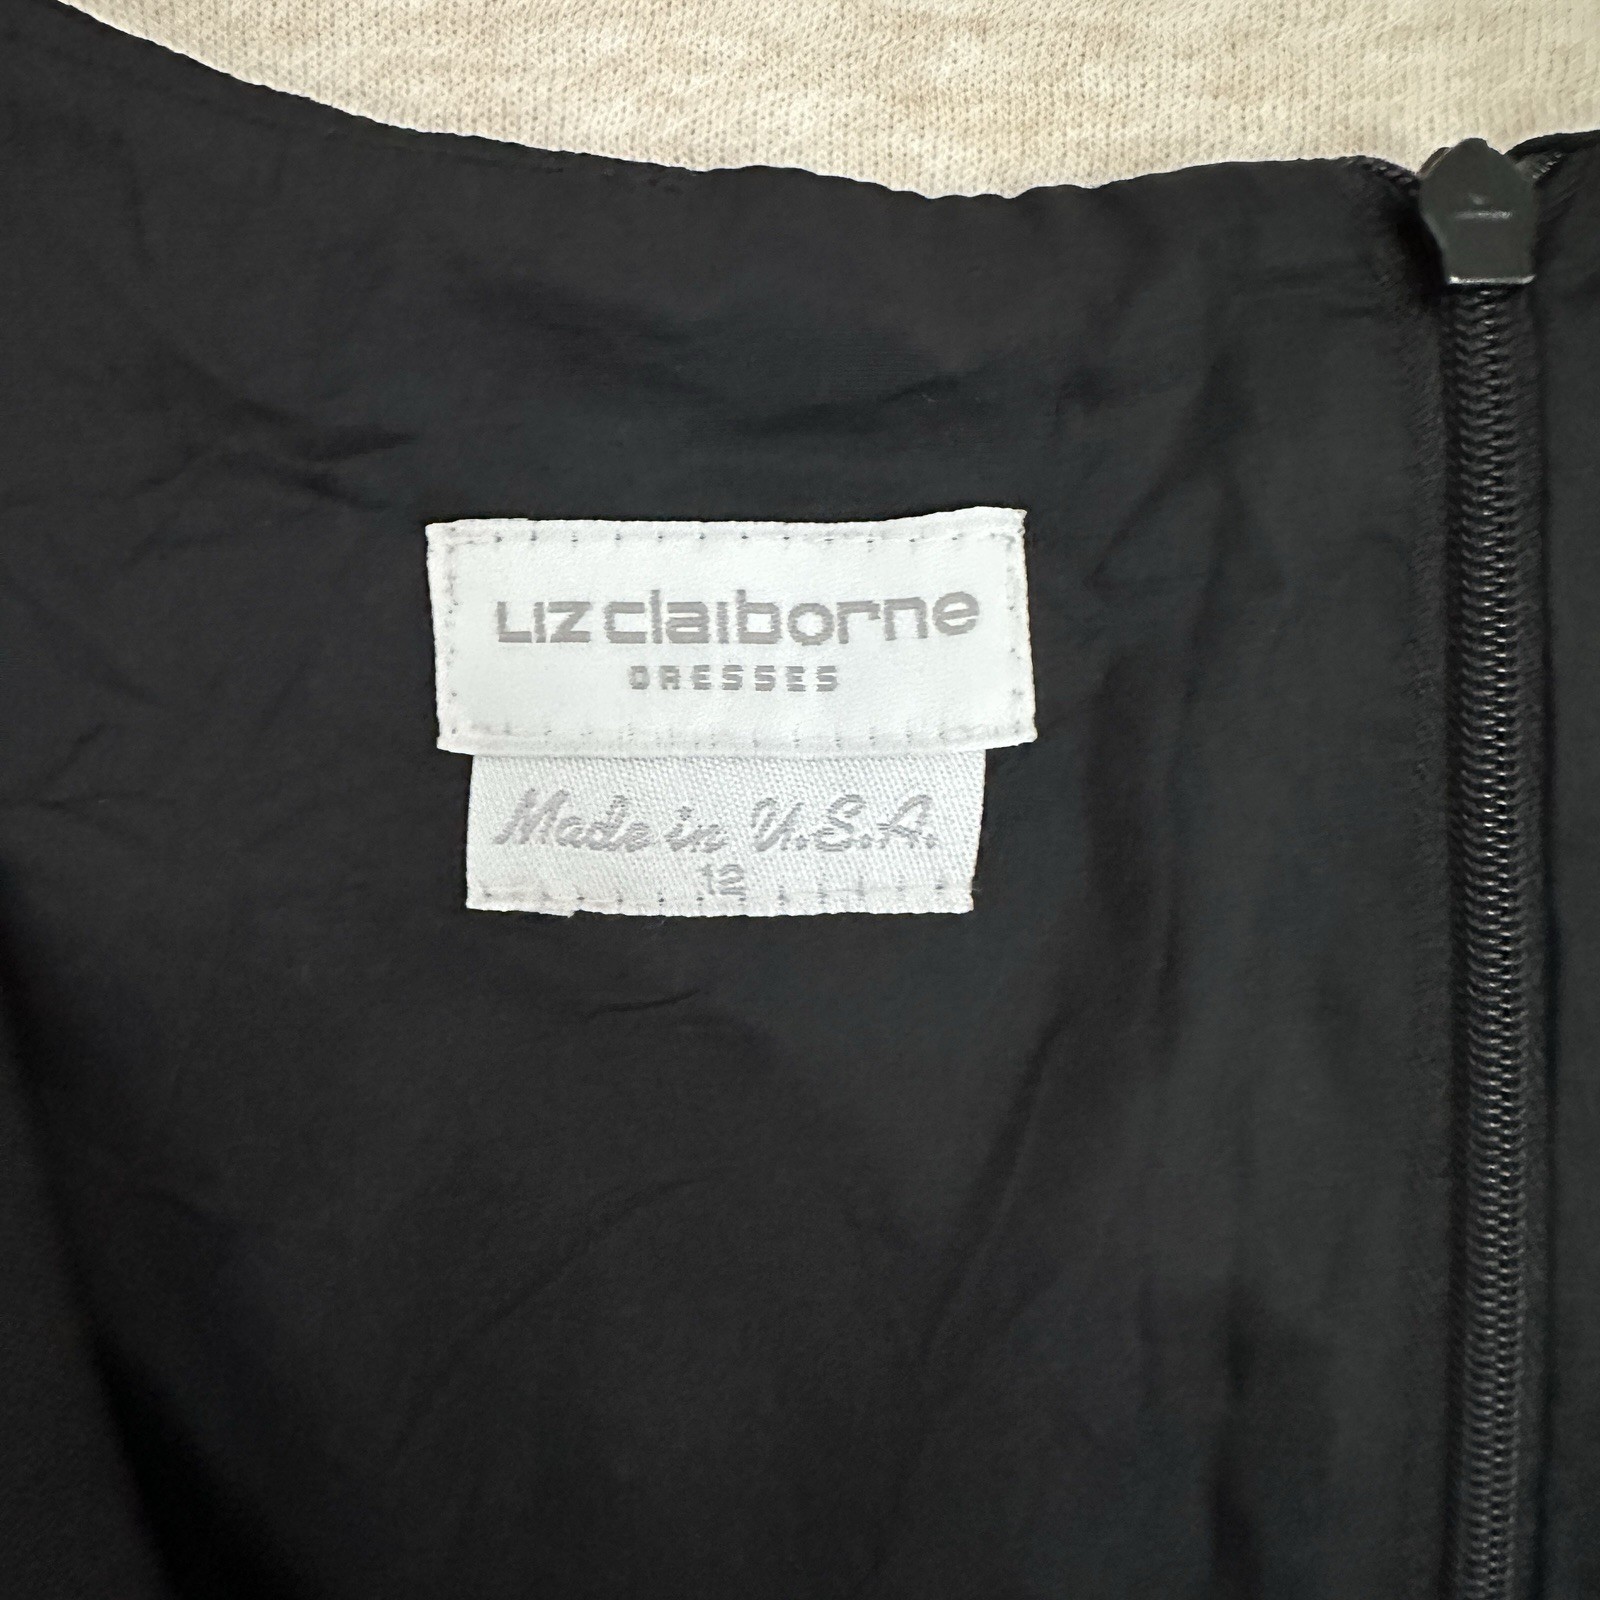 LIZ claiborne
DRESSES
Made in U.S.A.
12